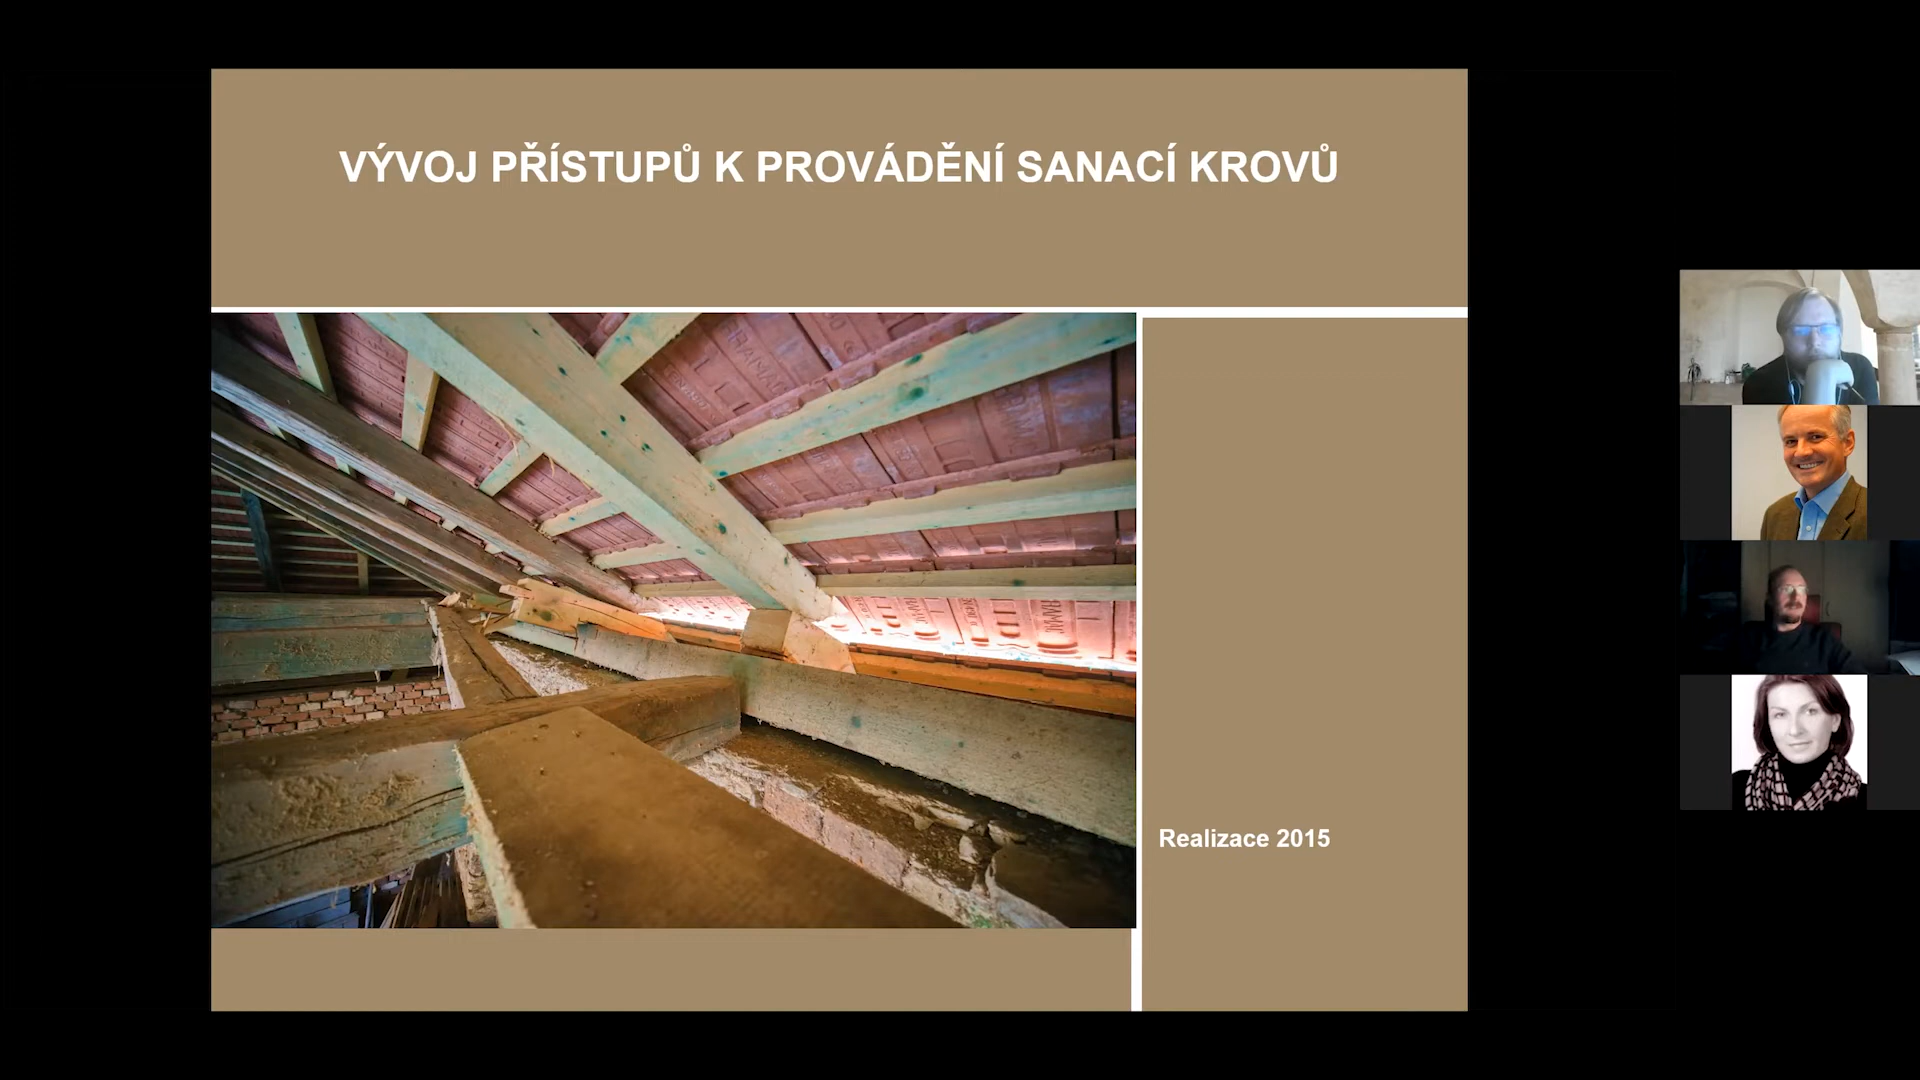 VÝVOJ PŘÍSTUPŮ K PROVÁDĚNÍ SANACÍ KROVŮ
Realizace 2015